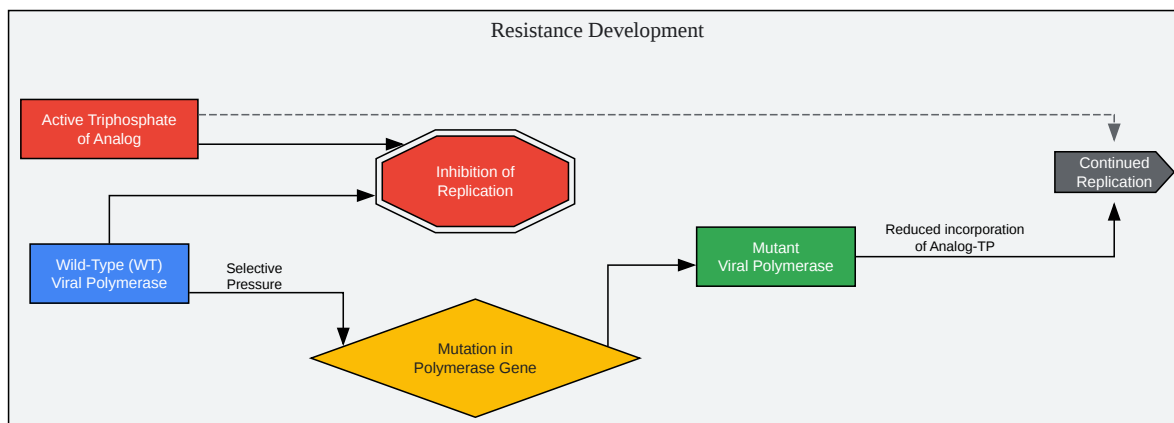 Resistance Development
Active Triphosphate
of Analog
Inhibition of
Replication
Continued
Replication
Wild-Type (WT)
Viral Polymerase
Selective
Pressure
Mutant
Viral Polymerase
Reduced incorporation
of Analog-TP
Mutation in
Polymerase Gene